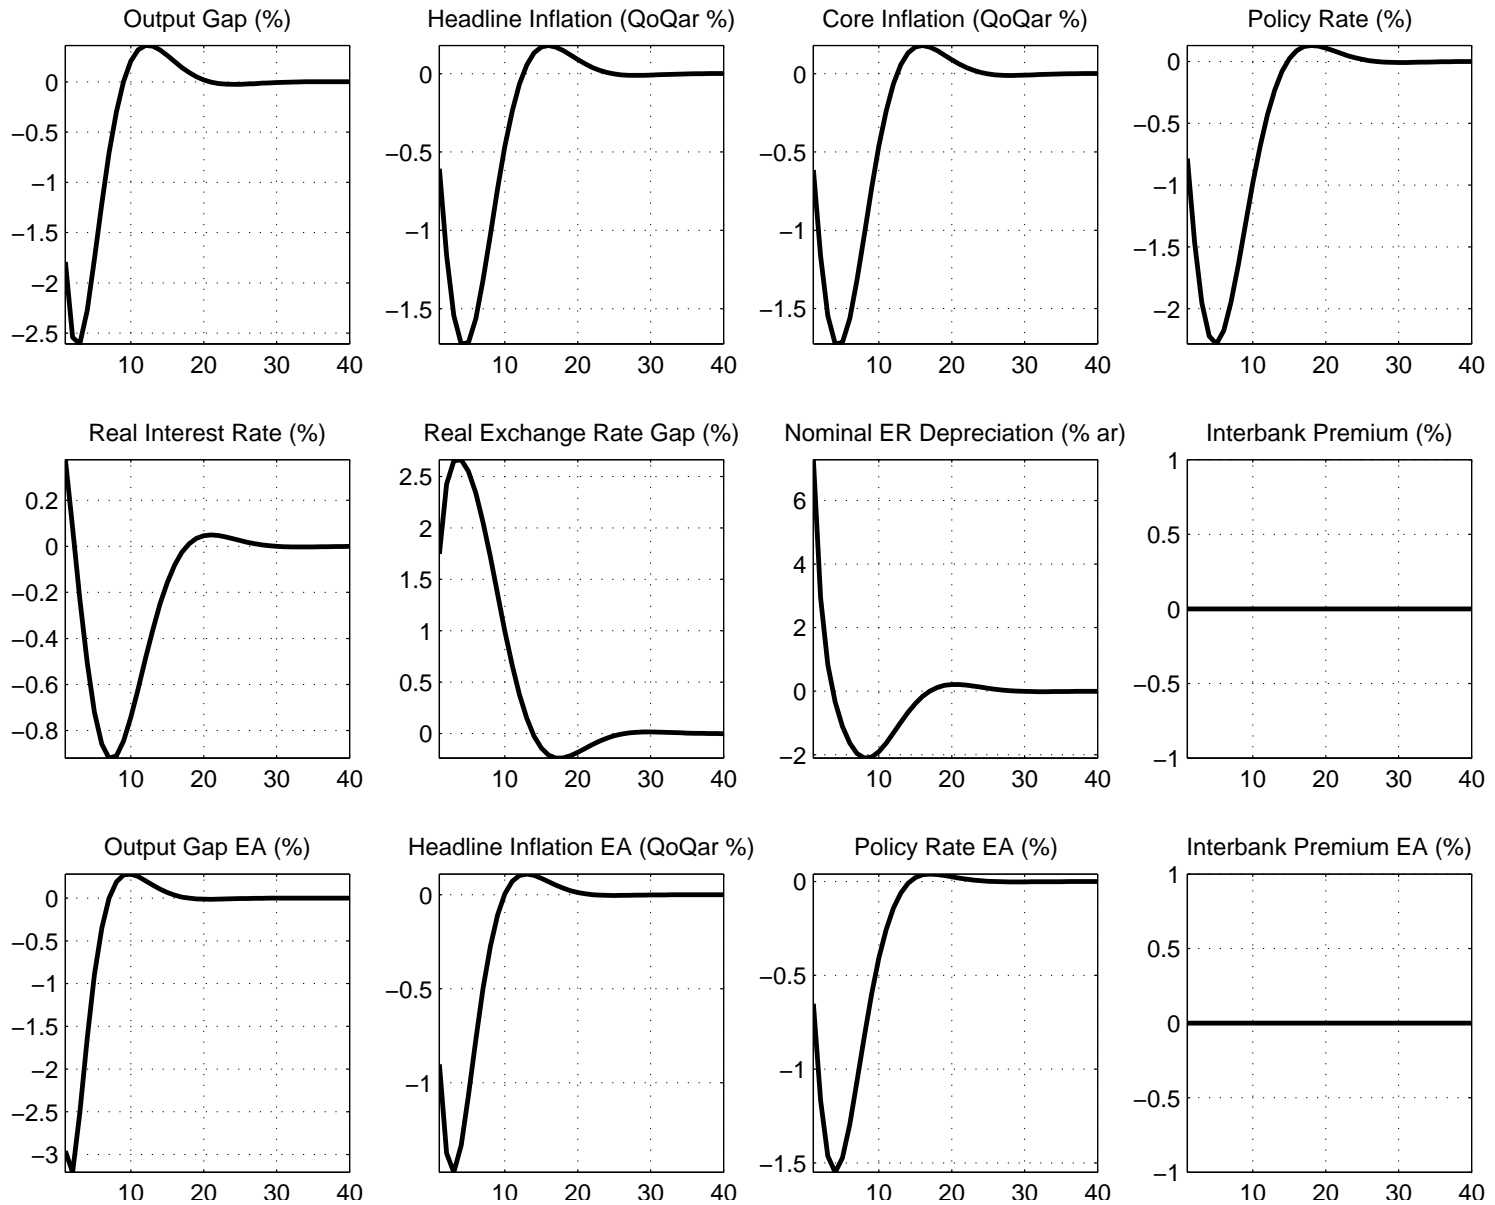 Output Gap (%)
0
−0.5
−1
−1.5
−2
−2.5
10 20 30 40
Headline Inflation (QoQar %)
0
−0.5
−1
−1.5
10 20 30 40
Core Inflation (QoQar %)
0
−0.5
−1
−1.5
10 20 30 40
Policy Rate (%)
0
−0.5
−1
−1.5
−2
10 20 30 40
Real Interest Rate (%)
0.2
0
−0.2
−0.4
−0.6
−0.8
10 20 30 40
Real Exchange Rate Gap (%)
2.5
2
1.5
1
0.5
0
10 20 30 40
Nominal ER Depreciation (% ar)
6
4
2
0
−2
10 20 30 40
Interbank Premium (%)
1
0.5
0
−0.5
−1
10 20 30 40
Output Gap EA (%)
0
−0.5
−1
−1.5
−2
−2.5
−3
10 20 30 40
Headline Inflation EA (QoQar %)
0
−0.5
−1
10 20 30 40
Policy Rate EA (%)
0
−0.5
−1
−1.5
10 20 30 40
Interbank Premium EA (%)
1
0.5
0
−0.5
−1
10 20 30 40